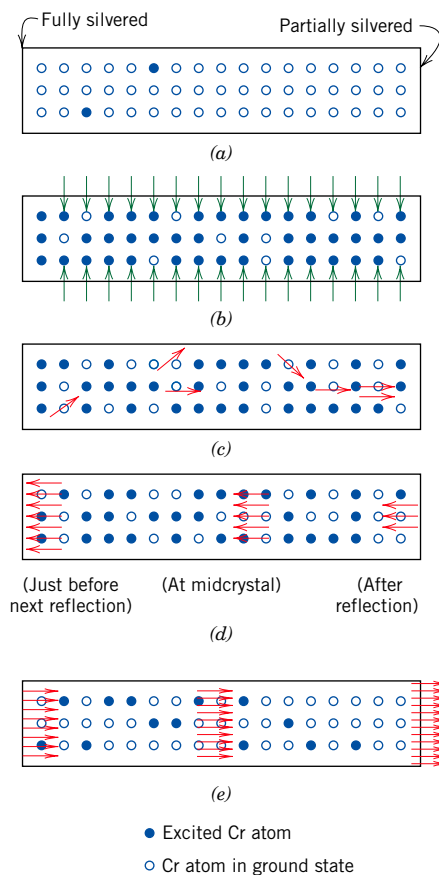 Fully silvered
Partially silvered
(a)
(b)
(c)
(Just before
next reflection)
(At midcrystal)
(After
reflection)
(d)
(e)
Excited Cr atom
Cr atom in ground state